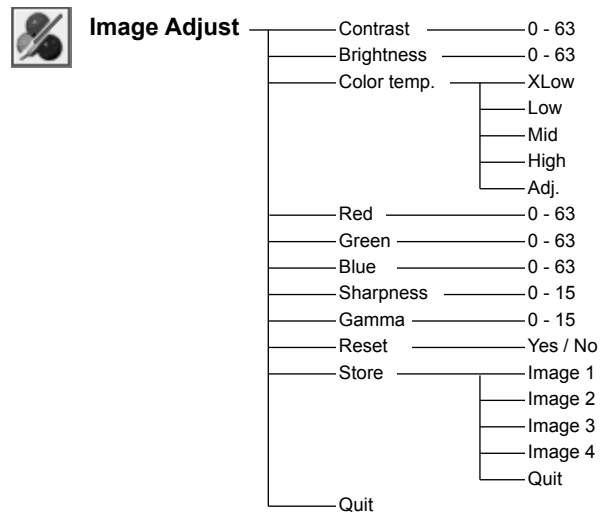 Image Adjust Contrast 0 - 63
Brightness 0 - 63
Color temp. XLow
Low
Mid
High
Adj.
Red 0 - 63
Green 0 - 63
Blue 0 - 63
Sharpness 0 - 15
Gamma 0 - 15
Reset Yes / No
Store Image 1
Image 2
Image 3
Image 4
Quit
Quit